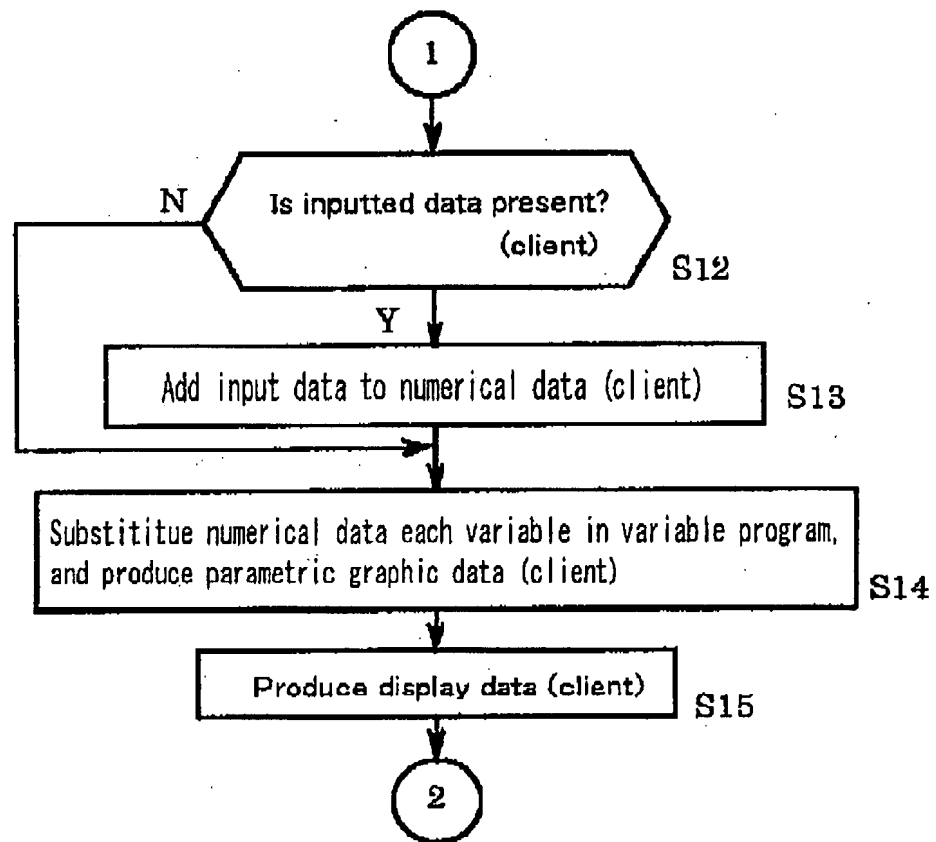 1
N
Is inputted data present?
(client)
S12
Y
Add input data to numerical data (client)
S13
Substititue numerical data each variable in variable program,
and produce parametric graphic data (client)
S14
Produce display data (client)
S15
2